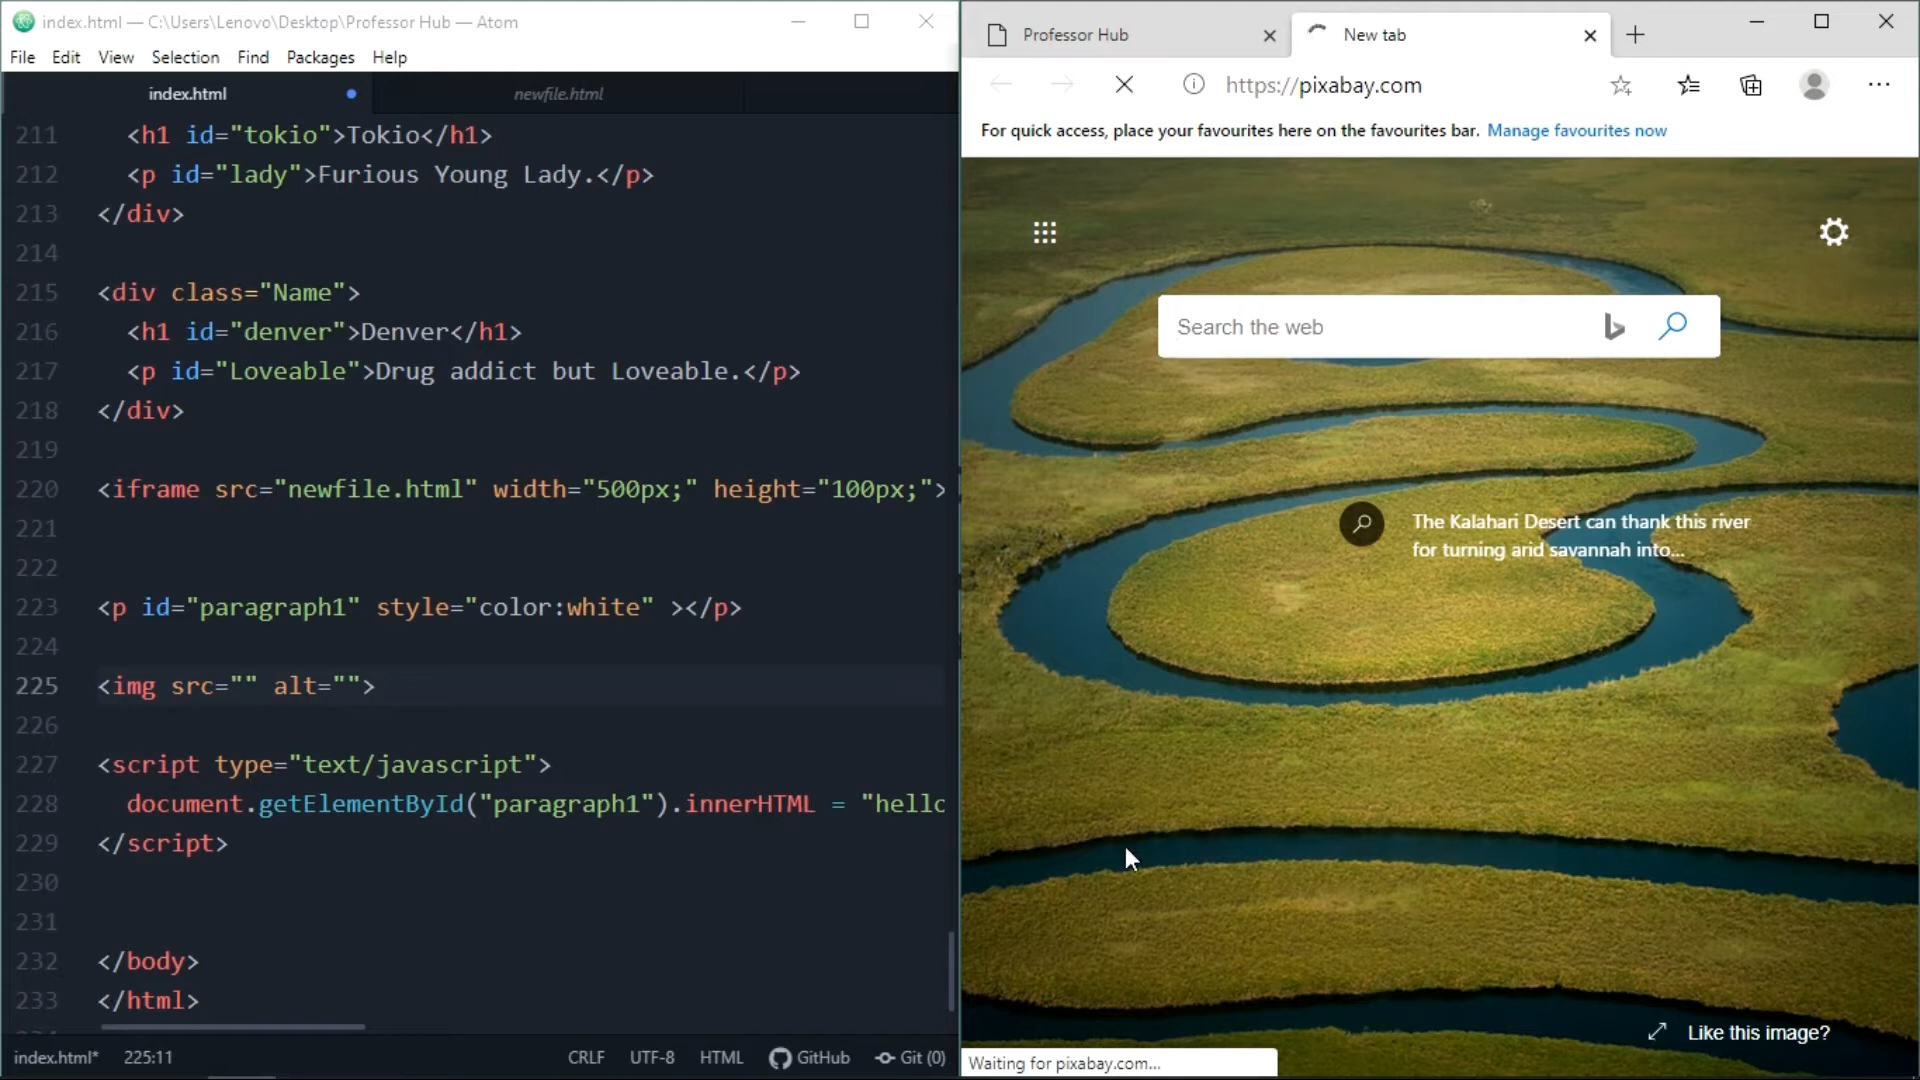 index.html — C:\Users\Lenovo\Desktop\Professor Hub — Atom
File Edit View Selection Find Packages Help
index.html newfile.html
211 <h1 id="tokio">Tokio</h1>
212 <p id="lady">Furious Young Lady.</p>
213 </div>
214
215 <div class="Name">
216 <h1 id="denver">Denver</h1>
217 <p id="Loveable">Drug addict but Loveable.</p>
218 </div>
219
220 <iframe src="newfile.html" width="500px;" height="100px;">
221
222
223 <p id="paragraph1" style="color:white" ></p>
224
225 <img src="" alt="">
226
227 <script type="text/javascript">
228 document.getElementById("paragraph1").innerHTML = "hello
229 </script>
230
231
232 </body>
233 </html>
index.html* 225:11 CRLF UTF-8 HTML GitHub Git (0)
Professor Hub New tab
https://pixabay.com
For quick access, place your favourites here on the favourites bar. Manage favourites now
Search the web
The Kalahari Desert can thank this river
for turning arid savannah into...
Like this image?
Waiting for pixabay.com...